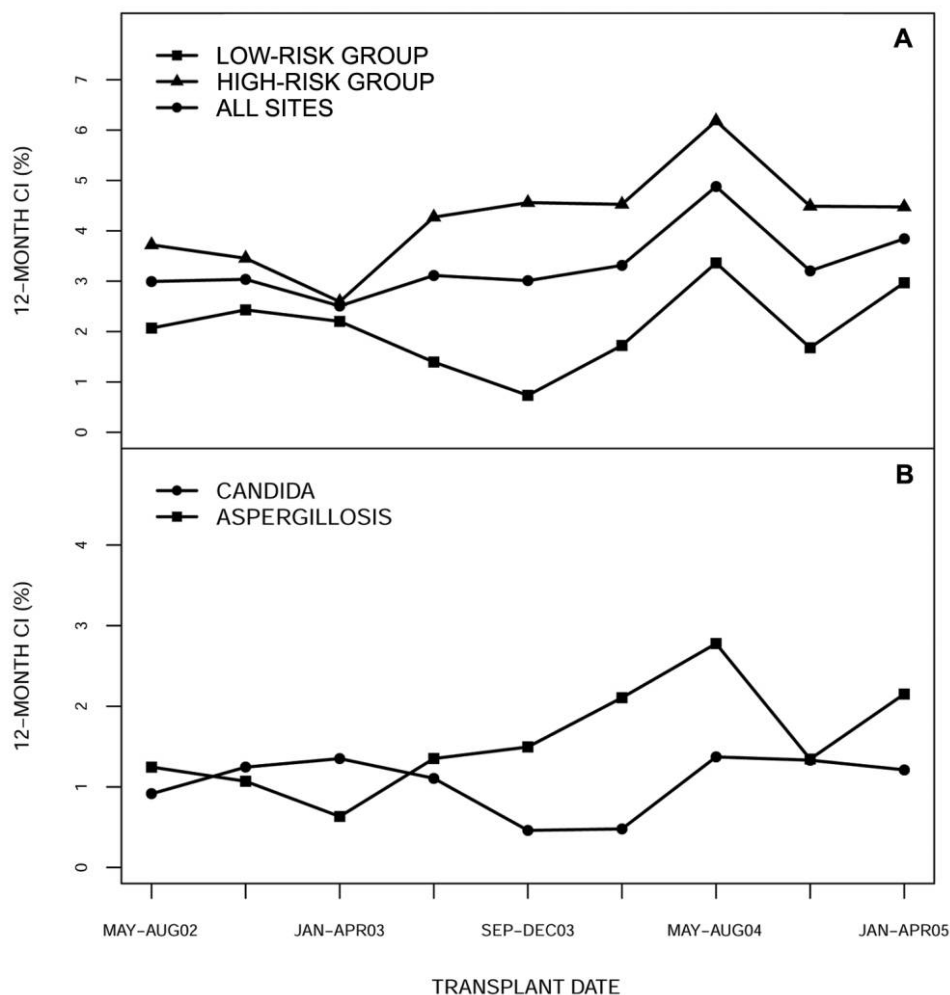 A
LOW-RISK GROUP
HIGH-RISK GROUP
ALL SITES
7
6
5
4
3
2
1
0
12-MONTH CI (%)
B
CANDIDA
ASPERGILLOSIS
4
3
2
1
0
12-MONTH CI (%)
MAY-AUG02 JAN-APR03 SEP-DEC03 MAY-AUG04 JAN-APR05
TRANSPLANT DATE